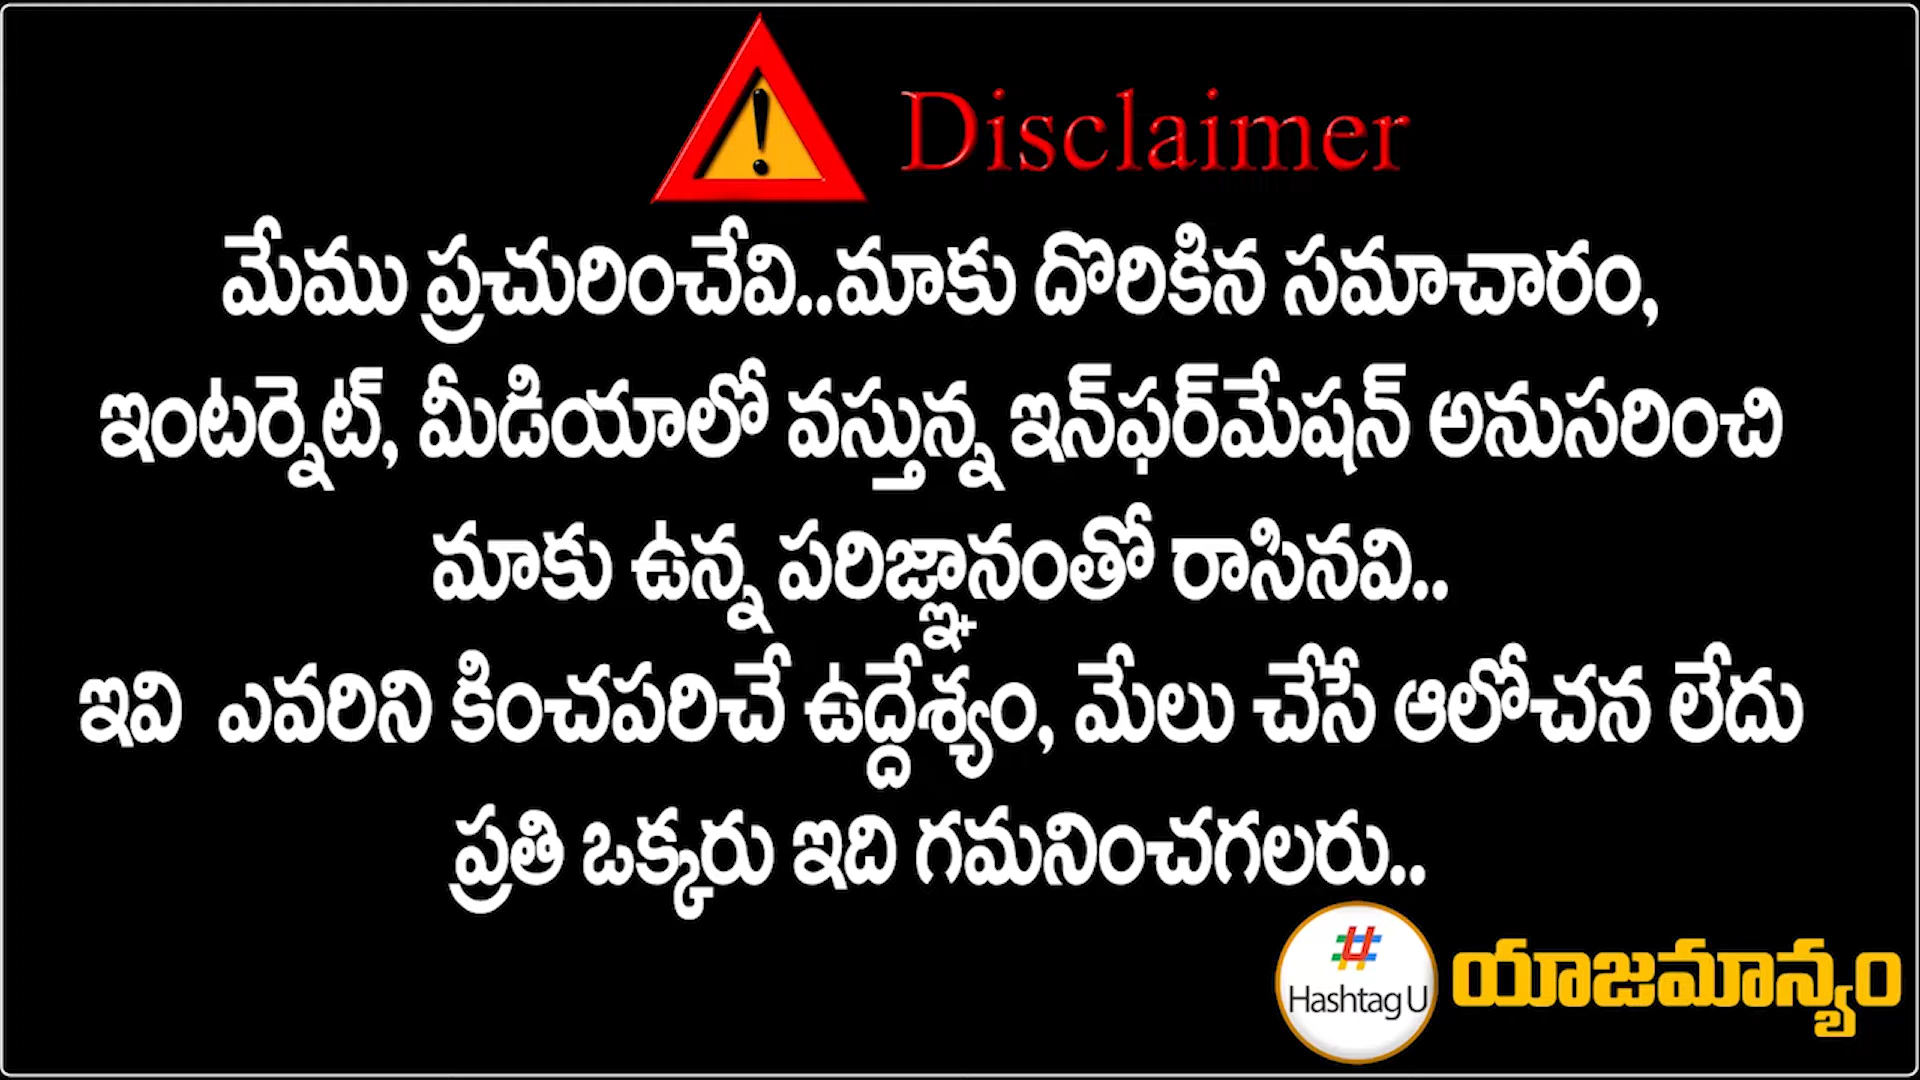 Disclaimer
మేము ప్రచురించేవి..మాకు దొరికిన సమాచారం,
ఇంటర్నెట్, మీడియాలో వస్తున్న ఇన్‌ఫర్‌మేషన్ అనుసరించి
మాకు ఉన్న పరిజ్ఞానంతో రాసినవి..
ఇవి ఎవరిని కించపరిచే ఉద్దేశ్యం, మేలు చేసే ఆలోచన లేదు
ప్రతి ఒక్కరు ఇది గమనించగలరు..
Hashtag U
యాజమాన్యం